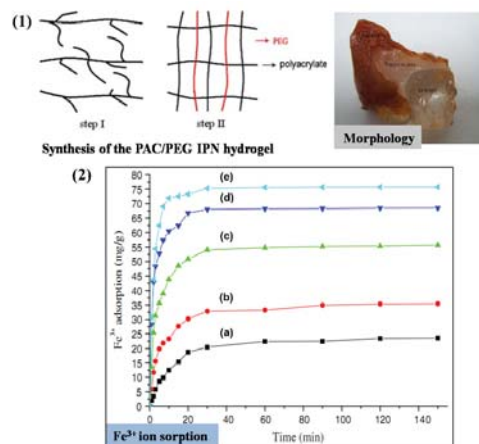 (1)
PEG
polyacrylate
step I
step II
Synthesis of the PAC/PEG IPN hydrogel
Morphology
(2)
Fe³⁺ adsorption (mg/g)
80
75
70
65
60
55
50
45
40
35
30
25
20
15
10
5
0
(e)
(d)
(c)
(b)
(a)
0
20
40
60
80
100
120
140
Time (min)
Fe³⁺ ion sorption